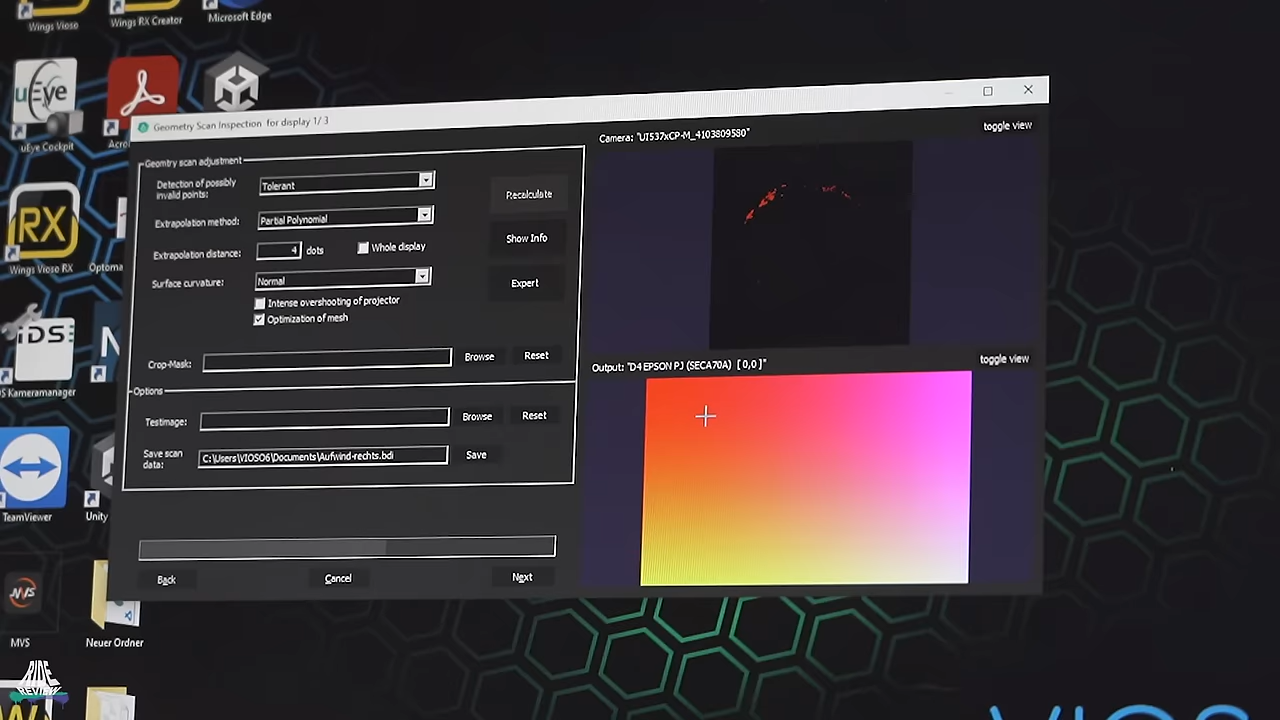 Wings Vioso
Wings RX Creator
Microsoft Edge
uEye
uEye Cockpit
RX
Wings Vioso RX
iDS
TeamViewer
Unity
MVS
MVS
Neuer Ordner
RIDE
REVIEW
Geometry Scan Inspection for display 1/ 3
Geomtry scan adjustment
Detection of possibly
invalid points:
Tolerant
Recalculate
Extrapolation method:
Partial Polynomial
Show Info
Extrapolation distance:
4
dots
Whole display
Surface curvature:
Normal
Expert
Intense overshooting of projector
Optimization of mesh
Crop-Mask:
Browse
Reset
Options
Testimage:
Browse
Reset
Save scan
data:
C:\Users\VIOSO6\Documents\Aufwind-rechts.bdi
Save
Back
Cancel
Next
Camera: "UI537xCP-M_4103809580"
toggle view
Output: "D4 EPSON PJ (SECA70A) [ 0,0 ]"
toggle view